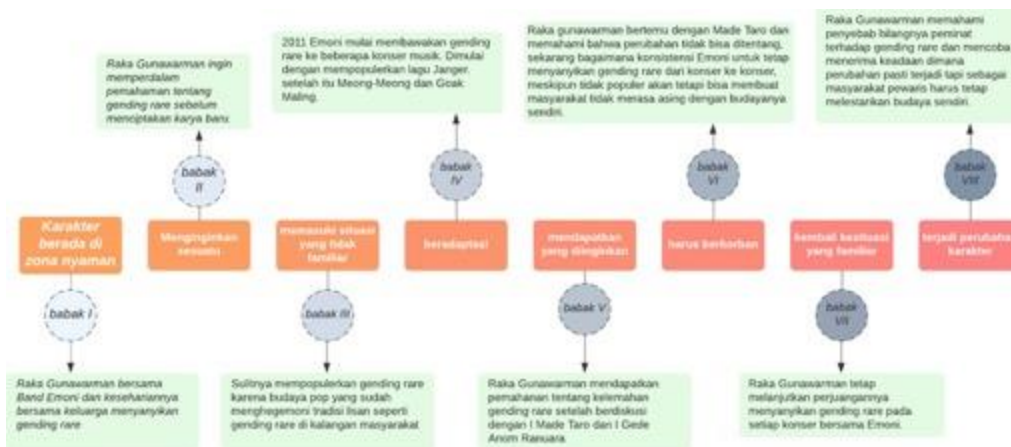 Raka Gunawarman ingin
memperdalam
pemahaman tentang
gending rare sebelum
menciptakan karya baru
2011 Emoni mulai membawakan gending
rare ke beberapa konser musik. Dimulai
dengan mempopulerkan lagu Janger,
setelah itu Meong-Meong dan Goak
Maling.
Raka gunawarman bertemu dengan Made Taro dan
memahami bahwa perubahan tidak bisa ditentang,
sekarang bagaimana konsistensi Emoni untuk tetap
menyanyikan gending rare dari konser ke konser,
meskipun tidak populer akan tetapi bisa membuat
masyarakat tidak merasa asing dengan budayanya
sendiri.
Raka Gunawarman memahami
penyebab hilangnya peminat
terhadap gending rare dan mencoba
menerima keadaan dimana
perubahan pasti terjadi tapi sebagai
masyarakat pewaris harus tetap
melestarikan budaya sendiri.
babak
II
babak
IV
babak
VI
babak
VIII
Karakter
berada di
zona nyaman
Menginginkan
sesuatu
memasuki situasi
yang tidak
familiar
beradaptasi
mendapatkan
yang diinginkan
harus berkorban
kembali kesituasi
yang familiar
terjadi perubaha
karakter
babak I
babak III
babak V
babak
VII
Raka Gunawarman bersama
Band Emoni dan kesehariannya
bersama keluarga menyanyikan
gending rare
Sulitnya mempopulerkan gending rare
karena budaya pop yang sudah
menghegemoni tradisi lisan seperti
gending rare di kalangan masyarakat
Raka Gunawarman mendapatkan
pemahanan tentang kelemahan
gending rare setelah berdiskusi
dengan I Made Taro dan I Gede
Anom Ranuara
Raka Gunawarman tetap
melanjutkan perjuangannya
menyanyikan gending rare pada
setiap konser bersama Emoni.